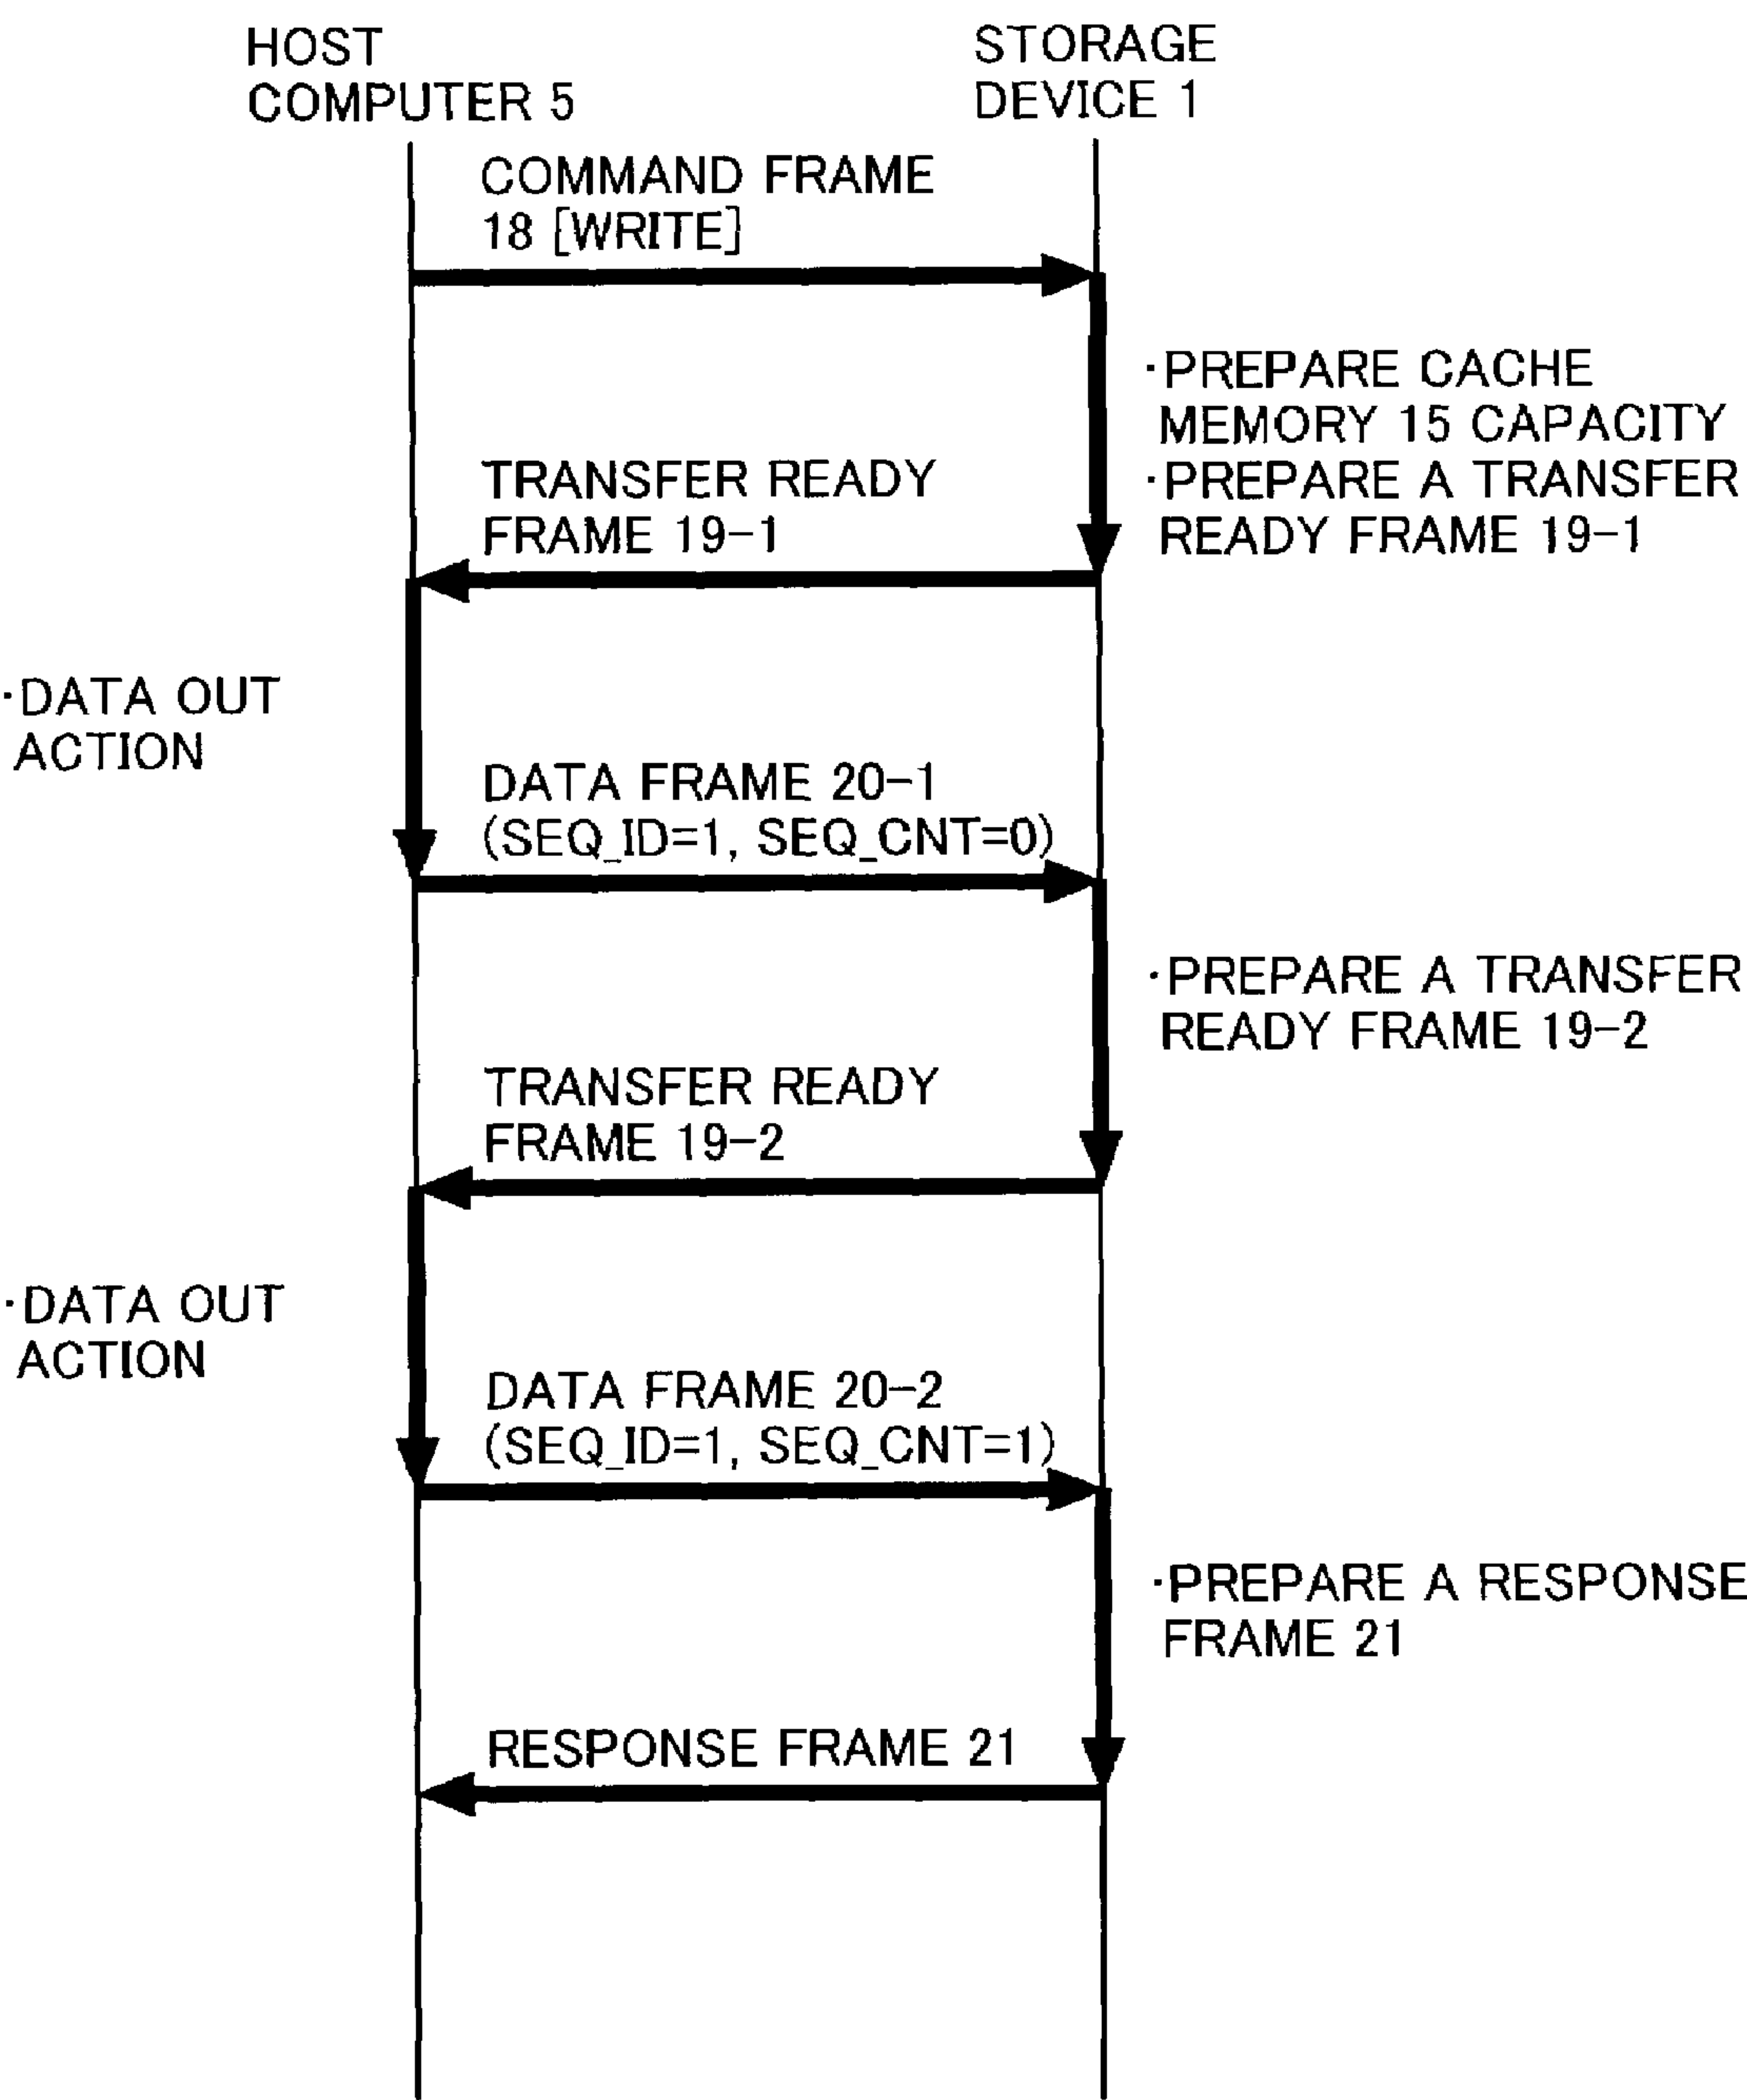 HOST
COMPUTER 5
STORAGE
DEVICE 1
COMMAND FRAME
18 [WRITE]
·PREPARE CACHE
MEMORY 15 CAPACITY
·PREPARE A TRANSFER
READY FRAME 19-1
TRANSFER READY
FRAME 19-1
·DATA OUT
ACTION
DATA FRAME 20-1
(SEQ_ID=1, SEQ_CNT=0)
·PREPARE A TRANSFER
READY FRAME 19-2
TRANSFER READY
FRAME 19-2
·DATA OUT
ACTION
DATA FRAME 20-2
(SEQ_ID=1, SEQ_CNT=1)
·PREPARE A RESPONSE
FRAME 21
RESPONSE FRAME 21